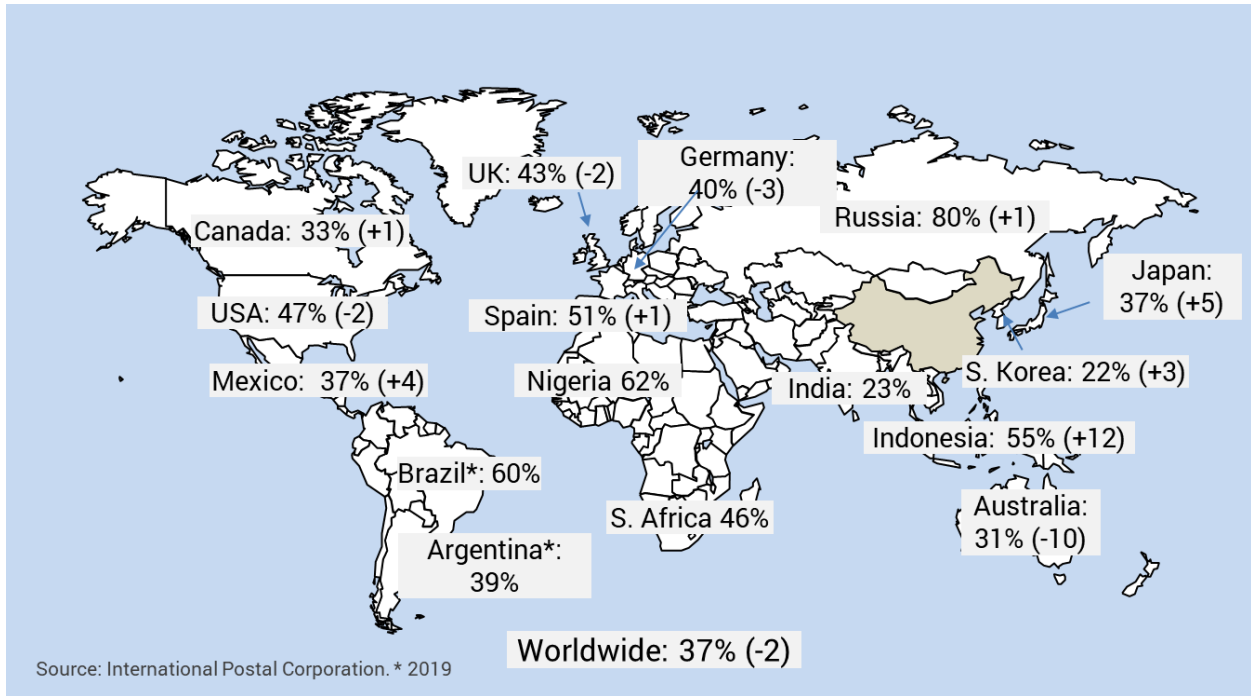 UK: 43% (-2)
Germany:
40% (-3)
Canada: 33% (+1)
Russia: 80% (+1)
Japan:
37% (+5)
USA: 47% (-2)
Spain: 51% (+1)
Mexico: 37% (+4)
Nigeria 62%
India: 23%
S. Korea: 22% (+3)
Indonesia: 55% (+12)
Brazil*: 60%
S. Africa 46%
Australia:
31% (-10)
Argentina*:
39%
Worldwide: 37% (-2)
Source: International Postal Corporation. * 2019